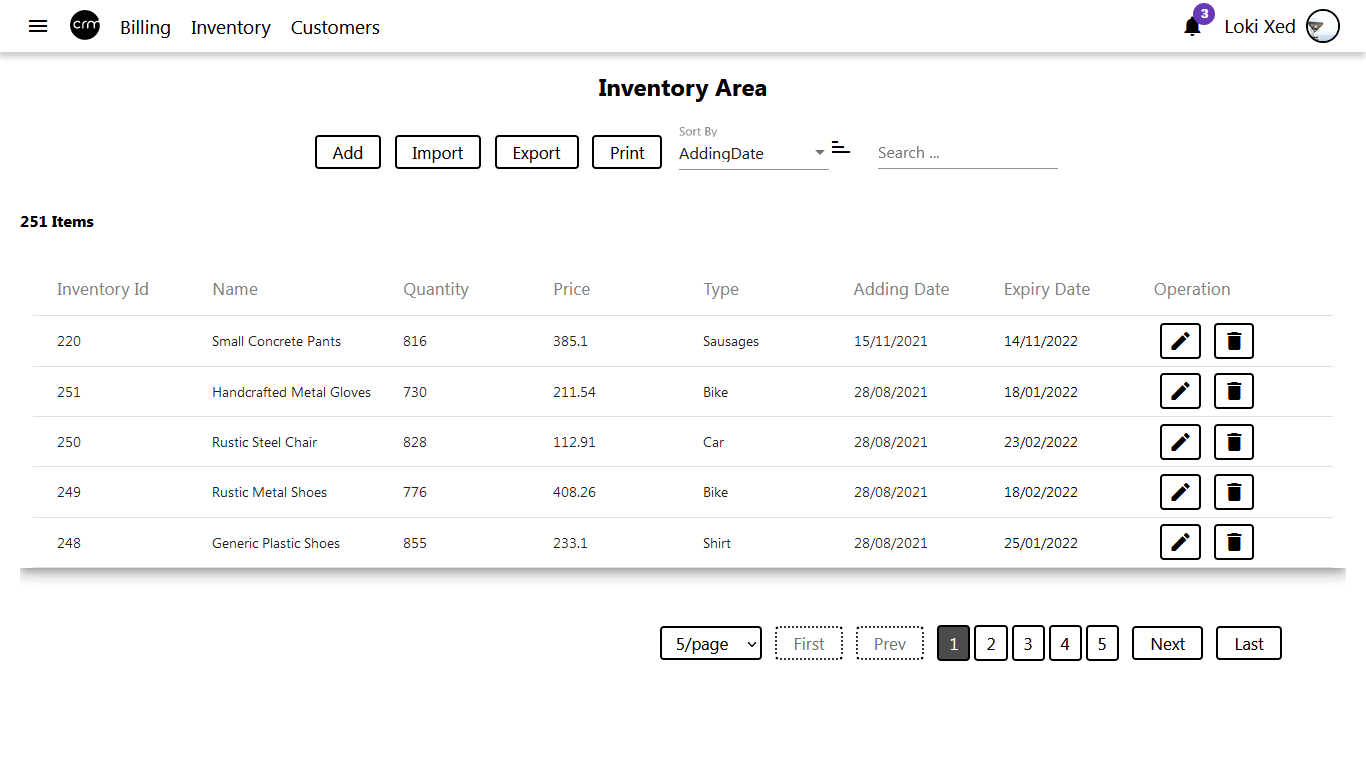 crm Billing Inventory Customers 3 Loki Xed
Inventory Area
Sort By
Add Import Export Print AddingDate Search ...
251 Items
Inventory Id Name Quantity Price Type Adding Date Expiry Date Operation
220 Small Concrete Pants 816 385.1 Sausages 15/11/2021 14/11/2022
251 Handcrafted Metal Gloves 730 211.54 Bike 28/08/2021 18/01/2022
250 Rustic Steel Chair 828 112.91 Car 28/08/2021 23/02/2022
249 Rustic Metal Shoes 776 408.26 Bike 28/08/2021 18/02/2022
248 Generic Plastic Shoes 855 233.1 Shirt 28/08/2021 25/01/2022
5/page First Prev 1 2 3 4 5 Next Last